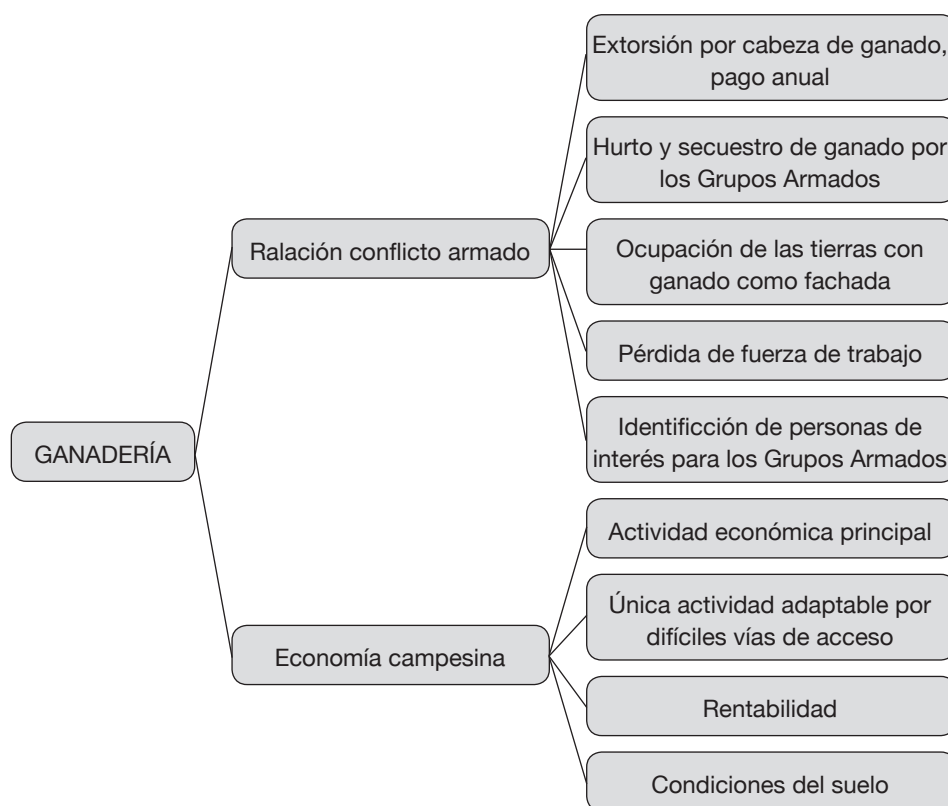 GANADERÍA
Ralación conflicto armado
Extorsión por cabeza de ganado,
pago anual
Hurto y secuestro de ganado por
los Grupos Armados
Ocupación de las tierras con
ganado como fachada
Pérdida de fuerza de trabajo
Identificción de personas de
interés para los Grupos Armados
Economía campesina
Actividad económica principal
Única actividad adaptable por
difíciles vías de acceso
Rentabilidad
Condiciones del suelo